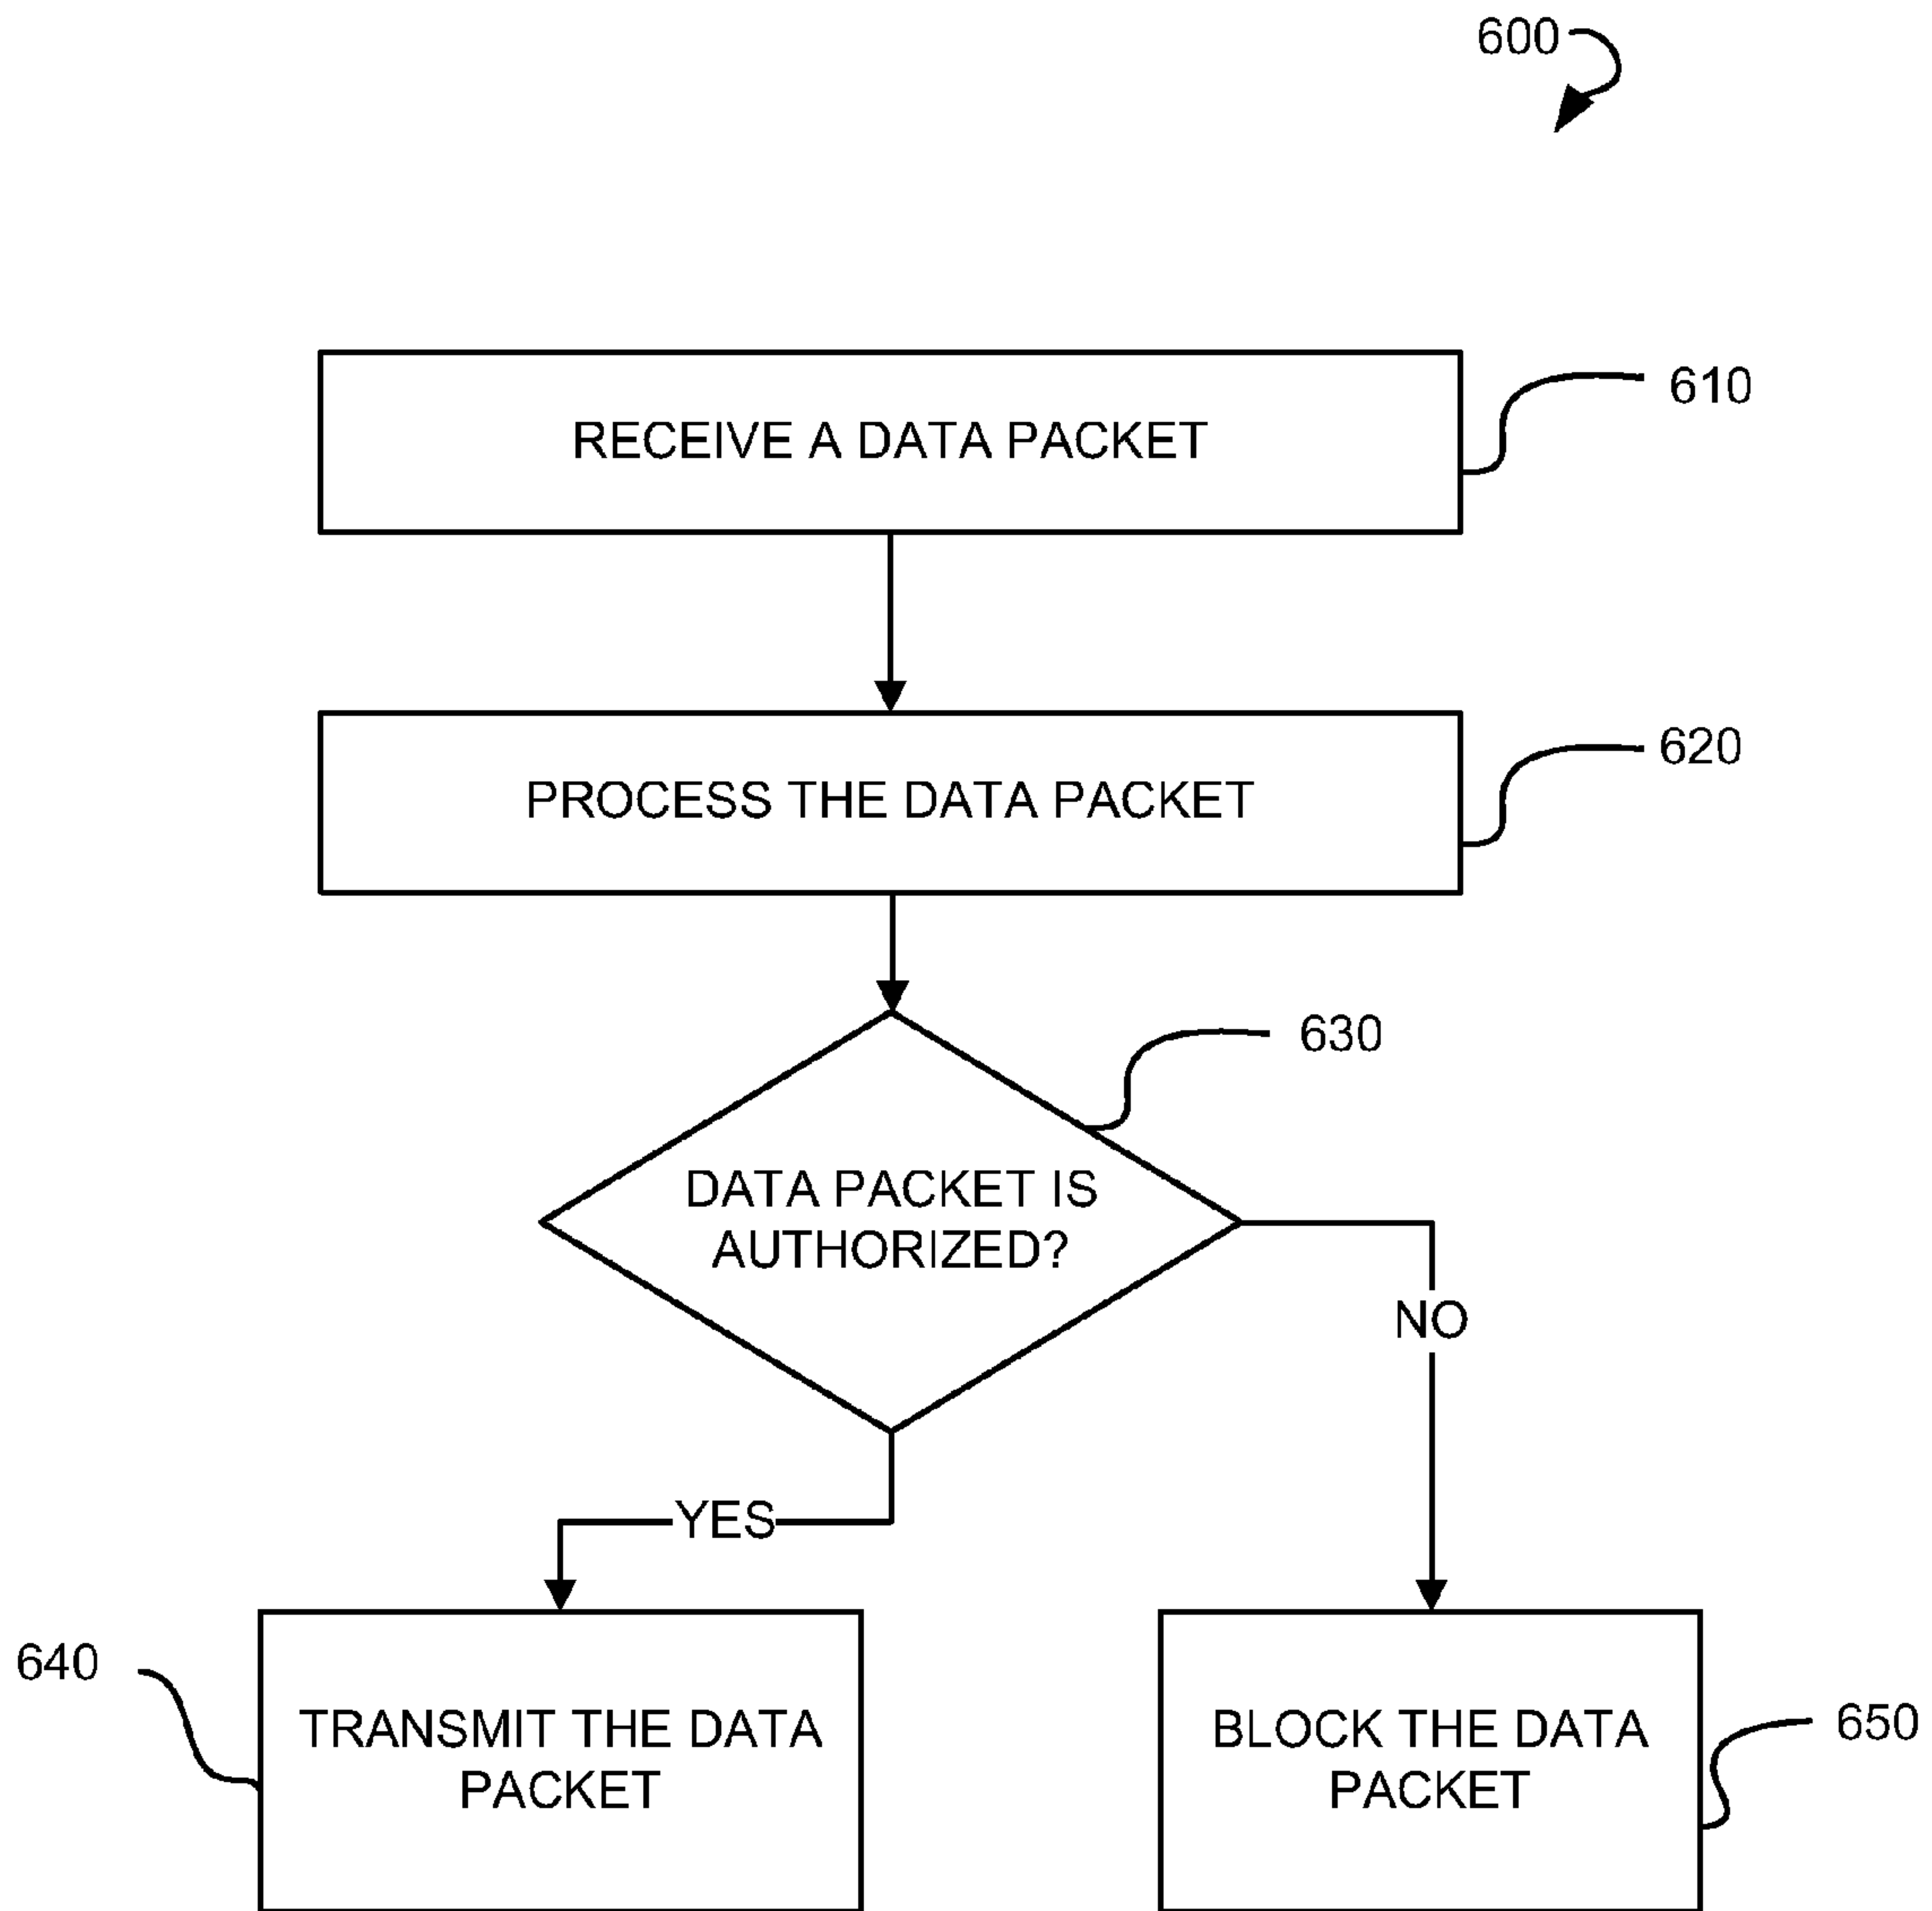 600
RECEIVE A DATA PACKET
610
PROCESS THE DATA PACKET
620
630
DATA PACKET IS
AUTHORIZED?
NO
YES
640
TRANSMIT THE DATA
PACKET
BLOCK THE DATA
PACKET
650